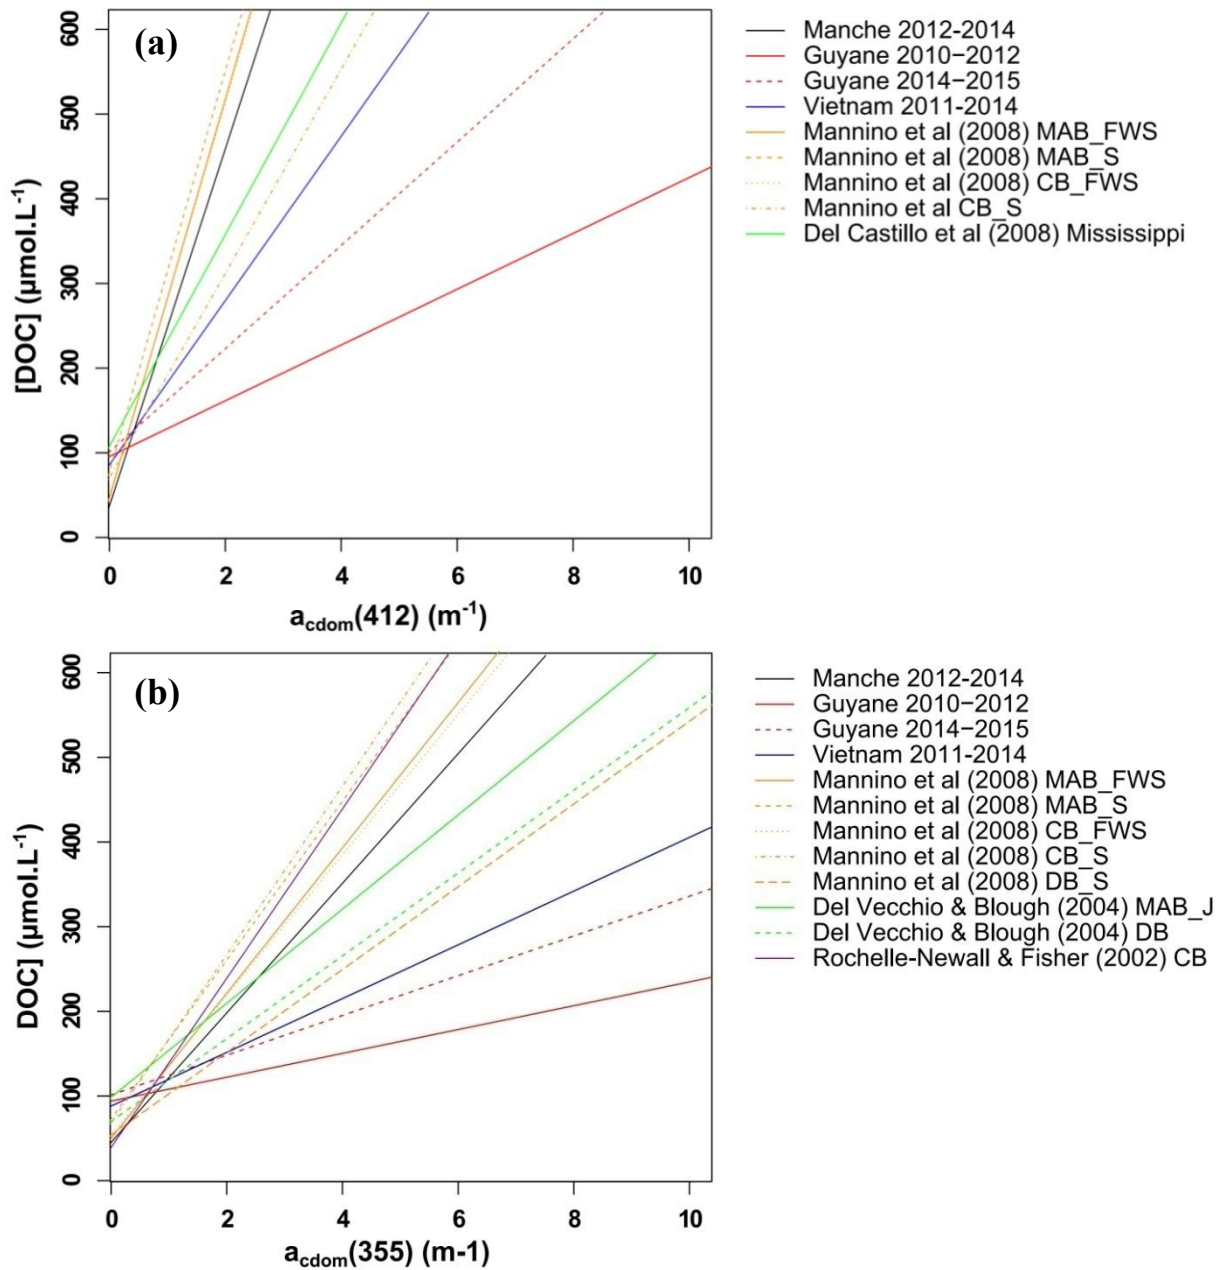 (a)
600
500
400
300
200
100
0
[DOC] (µmol.L-1)
0 2 4 6 8 10
acdom(412) (m-1)
Manche 2012-2014
Guyane 2010−2012
Guyane 2014−2015
Vietnam 2011-2014
Mannino et al (2008) MAB_FWS
Mannino et al (2008) MAB_S
Mannino et al (2008) CB_FWS
Mannino et al CB_S
Del Castillo et al (2008) Mississippi
(b)
600
500
400
300
200
100
0
DOC] (µmol.L-1)
0 2 4 6 8 10
acdom(355) (m-1)
Manche 2012-2014
Guyane 2010−2012
Guyane 2014−2015
Vietnam 2011-2014
Mannino et al (2008) MAB_FWS
Mannino et al (2008) MAB_S
Mannino et al (2008) CB_FWS
Mannino et al (2008) CB_S
Mannino et al (2008) DB_S
Del Vecchio & Blough (2004) MAB_J
Del Vecchio & Blough (2004) DB
Rochelle-Newall & Fisher (2002) CB